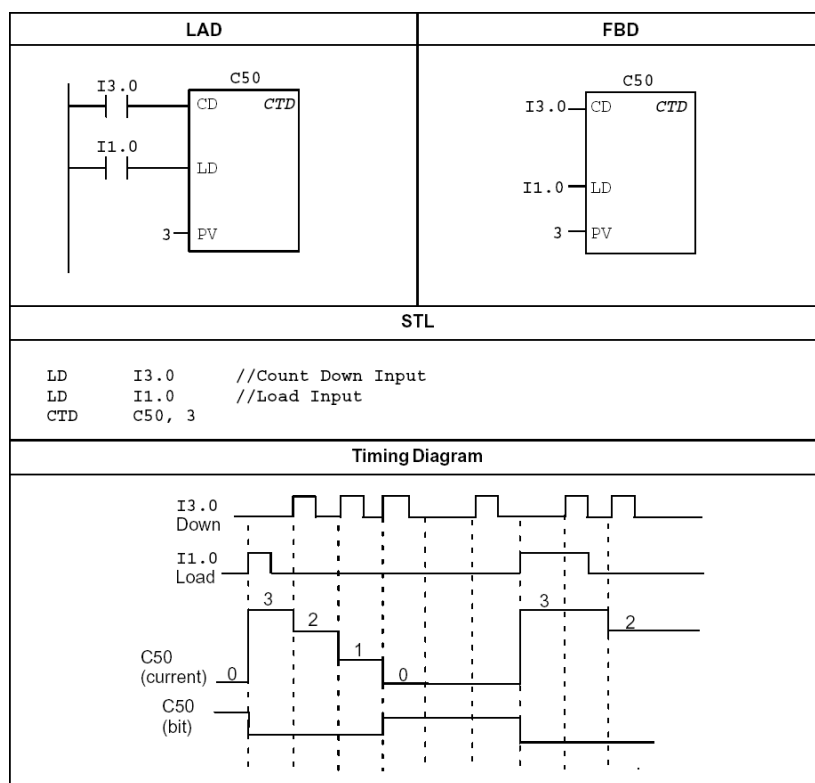 LAD
FBD
C50
I3.0
CD CTD
I1.0
LD
3 PV
C50
I3.0 CD CTD
I1.0 LD
3 PV
STL
LD I3.0 //Count Down Input
LD I1.0 //Load Input
CTD C50, 3
Timing Diagram
I3.0
Down
I1.0
Load
3
2
1
0
3
2
C50
(current) 0
C50
(bit)